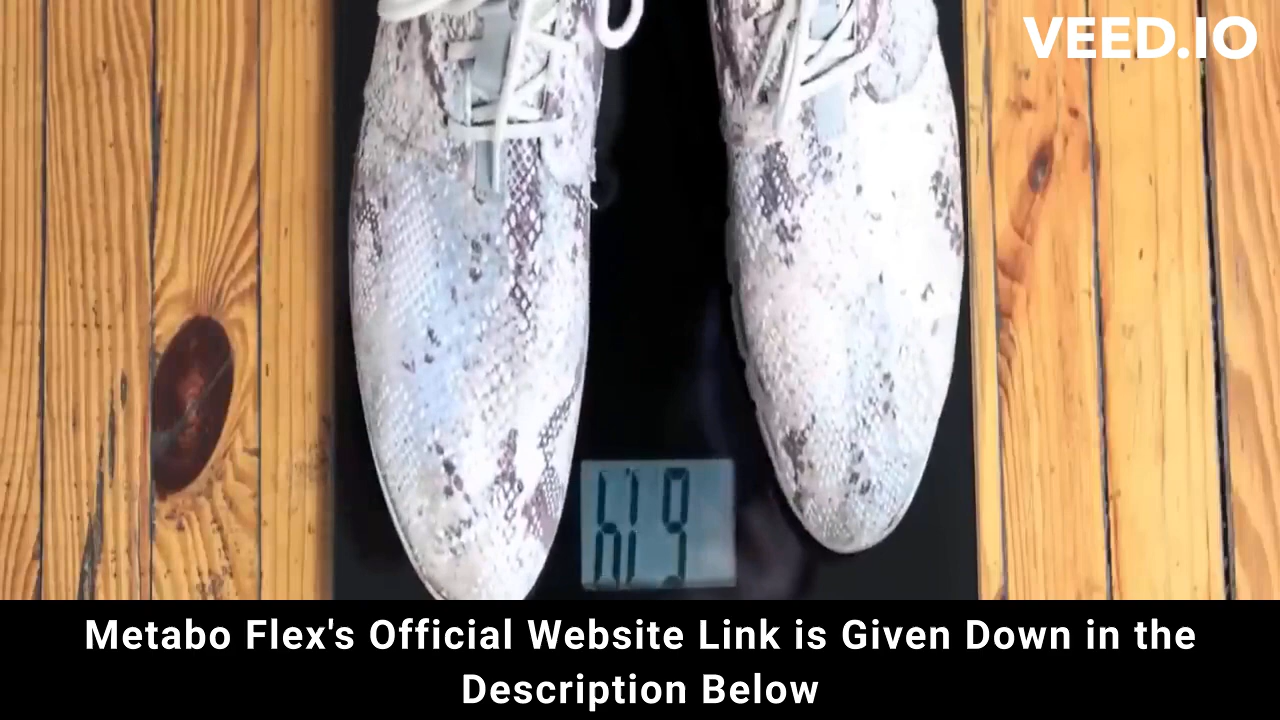 VEED.IO
Metabo Flex's Official Website Link is Given Down in the
Description Below